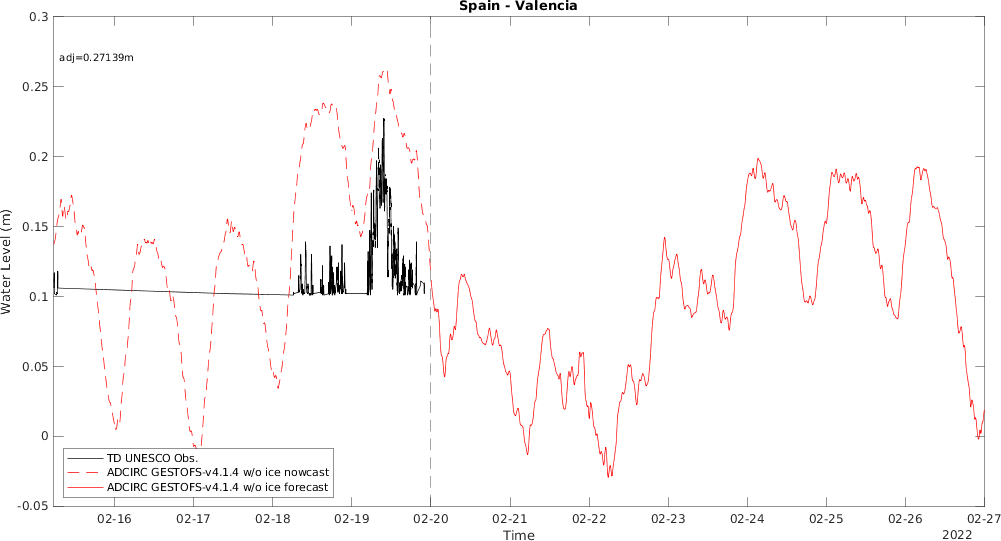 Spain - Valencia
adj=0.27139m
Water Level (m)
0.3
0.25
0.2
0.15
0.1
0.05
0
-0.05
TD UNESCO Obs.
ADCIRC GESTOFS-v4.1.4 w/o ice nowcast
ADCIRC GESTOFS-v4.1.4 w/o ice forecast
02-16 02-17 02-18 02-19 02-20 02-21 02-22 02-23 02-24 02-25 02-26 02-27
Time
2022